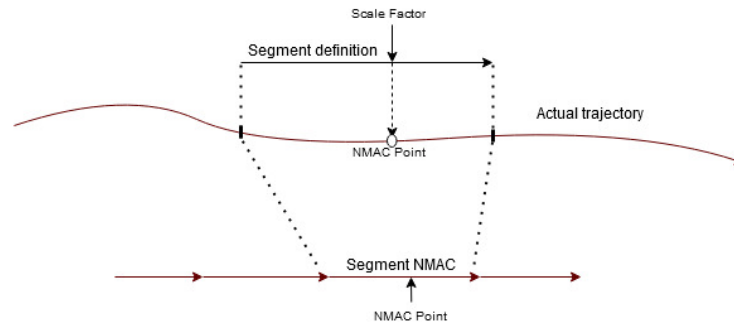 Scale Factor
Segment definition
Actual trajectory
NMAC Point
Segment NMAC
NMAC Point